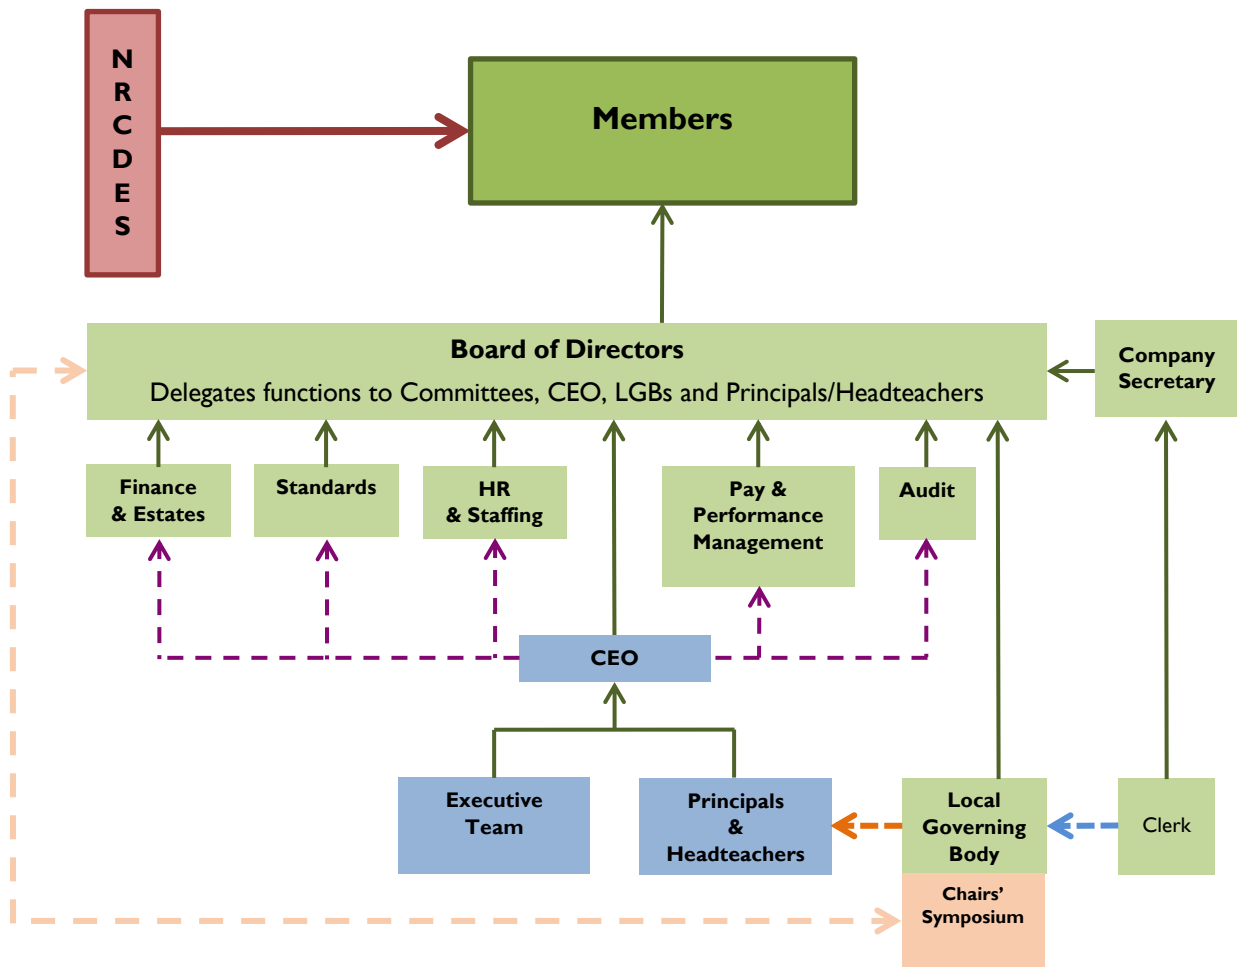 N
R
C
D
E
S
Members
Board of Directors
Delegates functions to Committees, CEO, LGBs and Principals/Headteachers
Company
Secretary
Finance
& Estates
Standards
HR
& Staffing
Pay &
Performance
Management
Audit
CEO
Executive
Team
Principals
&
Headteachers
Local
Governing
Body
Clerk
Chairs’
Symposium